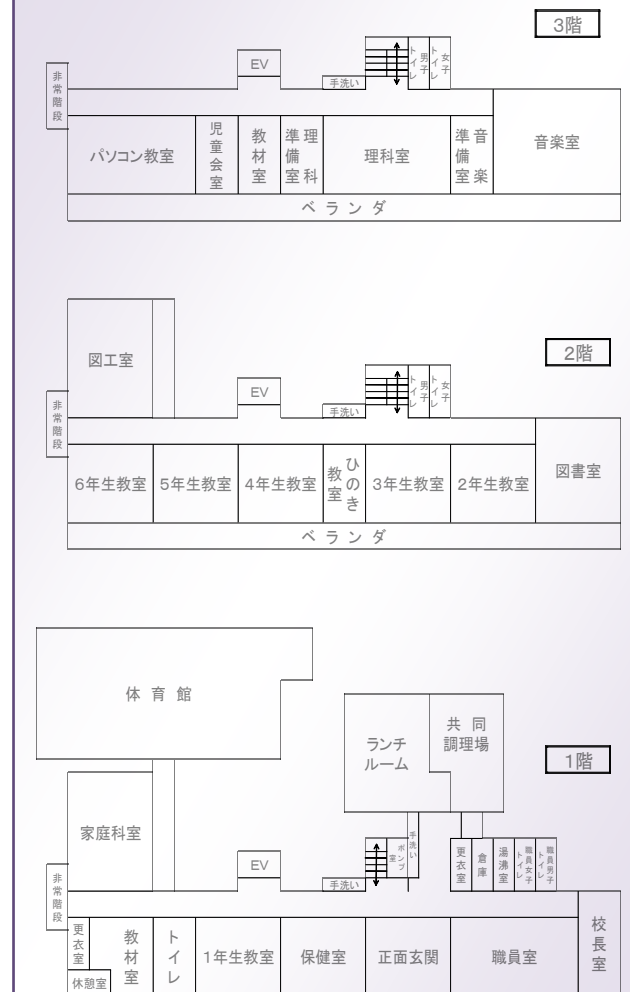 3階
非常階段
EV
手洗い
男子トイレ
女子トイレ
パソコン教室
児童会室
教材室
理科準備室
理科室
音楽準備室
音楽室
ベランダ
図工室
2階
非常階段
EV
手洗い
男子トイレ
女子トイレ
6年生教室
5年生教室
4年生教室
ひのき教室
3年生教室
2年生教室
図書室
ベランダ
体育館
ランチ
ルーム
共同
調理場
1階
家庭科室
非常階段
EV
手洗い
ポンプ室
手洗い
更衣室
倉庫
湯沸室
職員女子トイレ
職員男子トイレ
更衣室
休憩室
教材室
トイレ
1年生教室
保健室
正面玄関
職員室
校長室